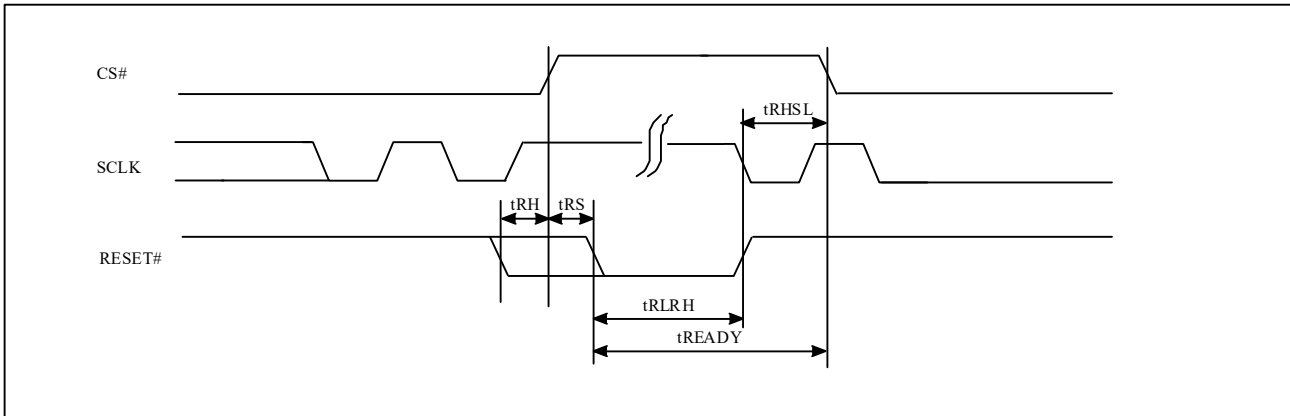 CS#
tRHSL
SCLK
tRH tRS
RESET#
tRLRH
tREADY